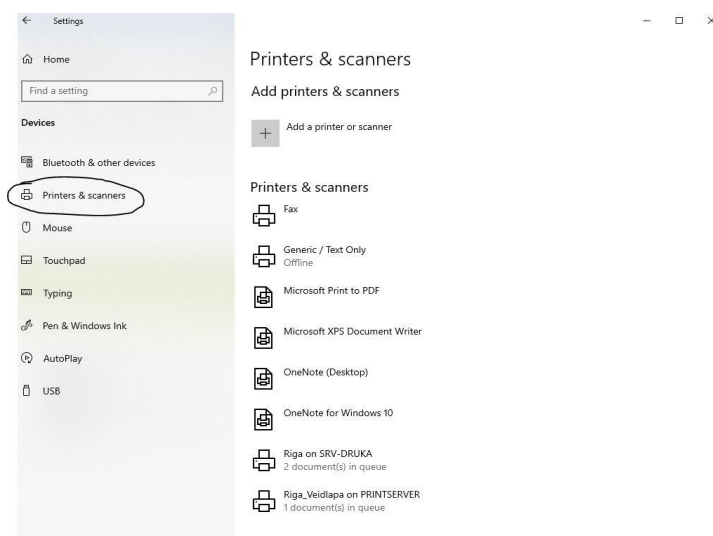 Settings
Home
Find a setting
Devices
Bluetooth & other devices
Printers & scanners
Mouse
Touchpad
Typing
Pen & Windows Ink
AutoPlay
USB
Printers & scanners
Add printers & scanners
Add a printer or scanner
Printers & scanners
Fax
Generic / Text Only
Offline
Microsoft Print to PDF
Microsoft XPS Document Writer
OneNote (Desktop)
OneNote for Windows 10
Riga on SRV-DRUKA
2 document(s) in queue
Riga_Veidlapa on PRINTSERVER
1 document(s) in queue